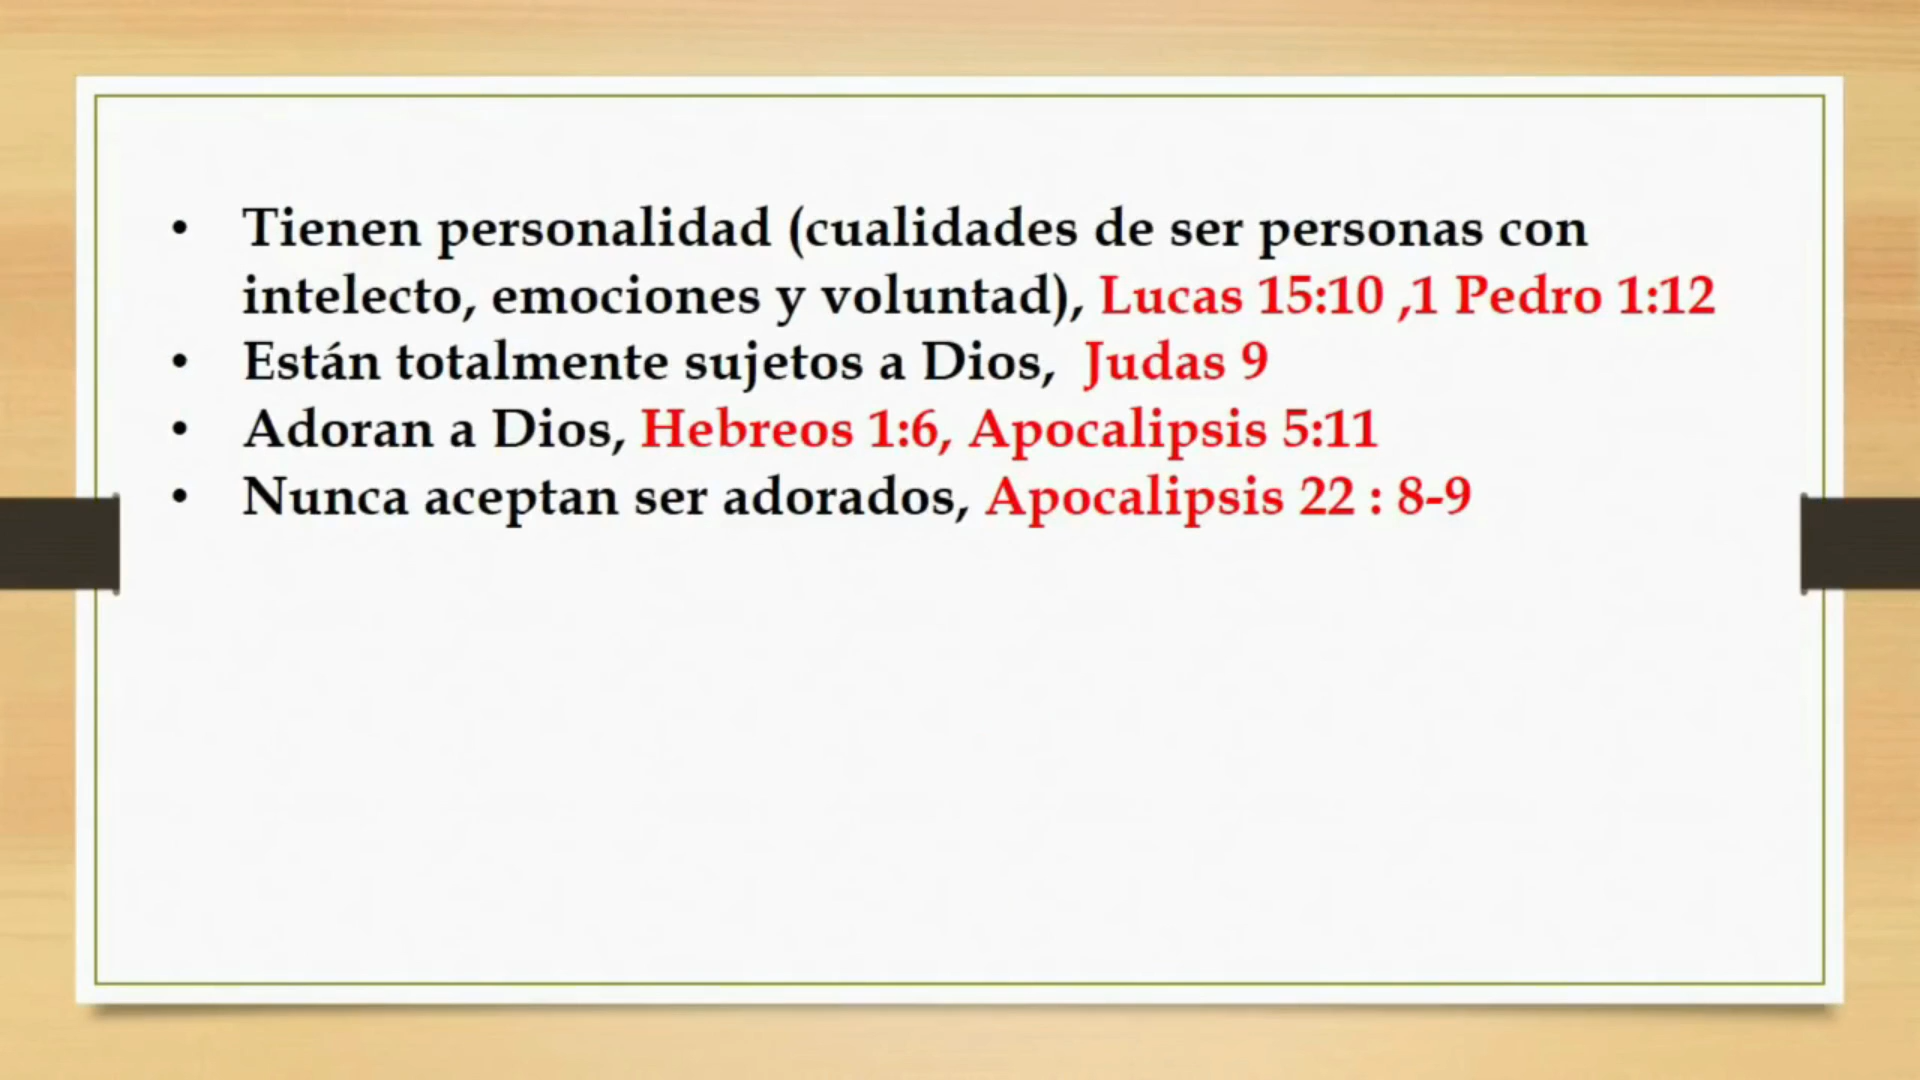 • Tienen personalidad (cualidades de ser personas con
intelecto, emociones y voluntad), Lucas 15:10 ,1 Pedro 1:12
• Están totalmente sujetos a Dios,  Judas 9
• Adoran a Dios, Hebreos 1:6, Apocalipsis 5:11
• Nunca aceptan ser adorados, Apocalipsis 22 : 8-9